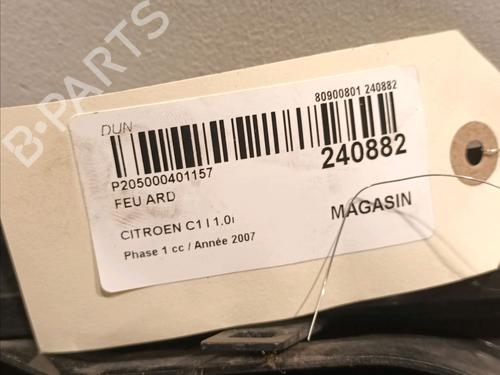 B-PARTS
80900801 240882
DUN
P205000401157
240882
FEU ARD
MAGASIN
CITROEN C1 I 1.0i
Phase 1 cc / Année 2007